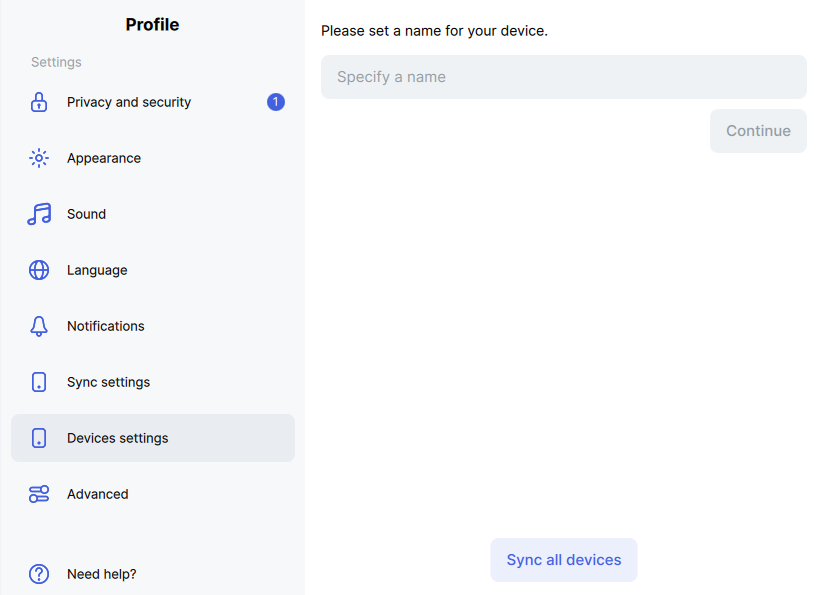 Profile
Settings
Privacy and security
1
Appearance
Sound
Language
Notifications
Sync settings
Devices settings
Advanced
Need help?
Please set a name for your device.
Specify a name
Continue
Sync all devices